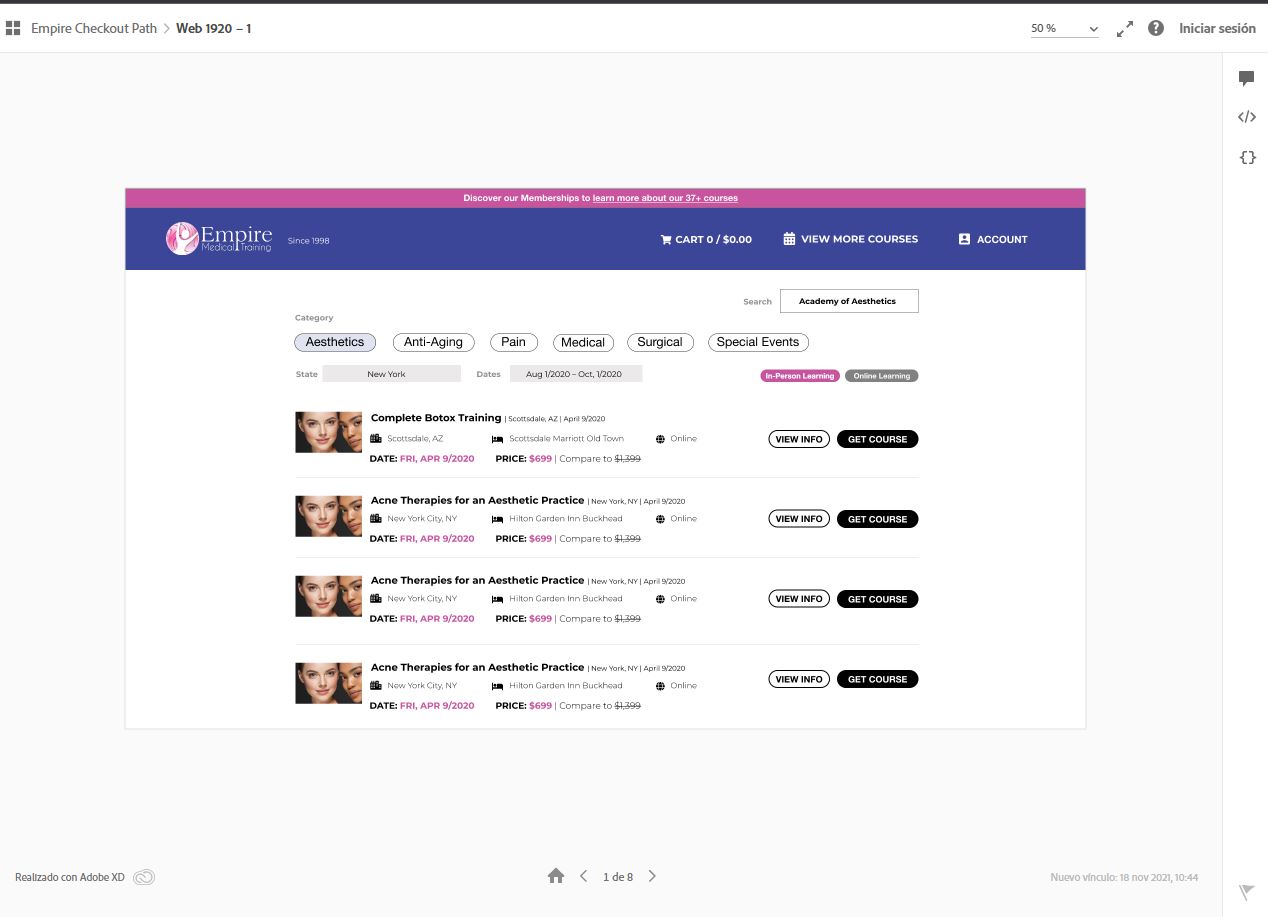 Empire Checkout Path > Web 1920 – 1
50 %
Iniciar sesión
Discover our Memberships to learn more about our 37+ courses
Empire
Medical Training
Since 1998
CART 0 / $0.00
VIEW MORE COURSES
ACCOUNT
Search
Academy of Aesthetics
Category
Aesthetics
Anti-Aging
Pain
Medical
Surgical
Special Events
State
New York
Dates
Aug 1/2020 – Oct, 1/2020
In-Person Learning
Online Learning
Complete Botox Training | Scottsdale, AZ | April 9/2020
Scottsdale, AZ
Scottsdale Marriott Old Town
Online
DATE: FRI, APR 9/2020
PRICE: $699 | Compare to $1,399
VIEW INFO
GET COURSE
Acne Therapies for an Aesthetic Practice | New York, NY | April 9/2020
New York City, NY
Hilton Garden Inn Buckhead
Online
DATE: FRI, APR 9/2020
PRICE: $699 | Compare to $1,399
VIEW INFO
GET COURSE
Acne Therapies for an Aesthetic Practice | New York, NY | April 9/2020
New York City, NY
Hilton Garden Inn Buckhead
Online
DATE: FRI, APR 9/2020
PRICE: $699 | Compare to $1,399
VIEW INFO
GET COURSE
Acne Therapies for an Aesthetic Practice | New York, NY | April 9/2020
New York City, NY
Hilton Garden Inn Buckhead
Online
DATE: FRI, APR 9/2020
PRICE: $699 | Compare to $1,399
VIEW INFO
GET COURSE
Realizado con Adobe XD
1 de 8
Nuevo vínculo: 18 nov 2021, 10:44